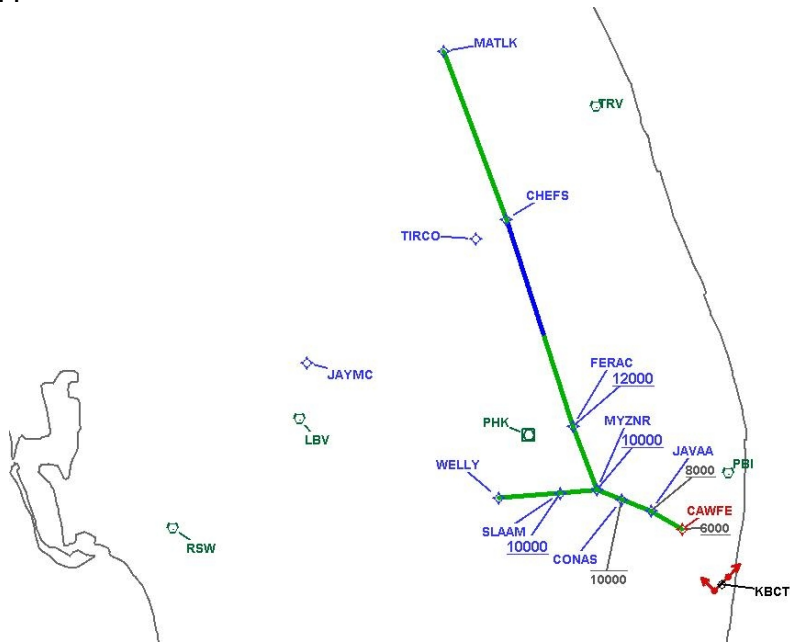 MATLK
TRV
CHEFS
TIRCO
JAYMC
FERAC
12000
LBV
PHK
MYZNR
10000
JAVAA
8000
PBI
WELLY
SLAAM
10000
CONAS
10000
CAWFE
6000
RSW
KBCT